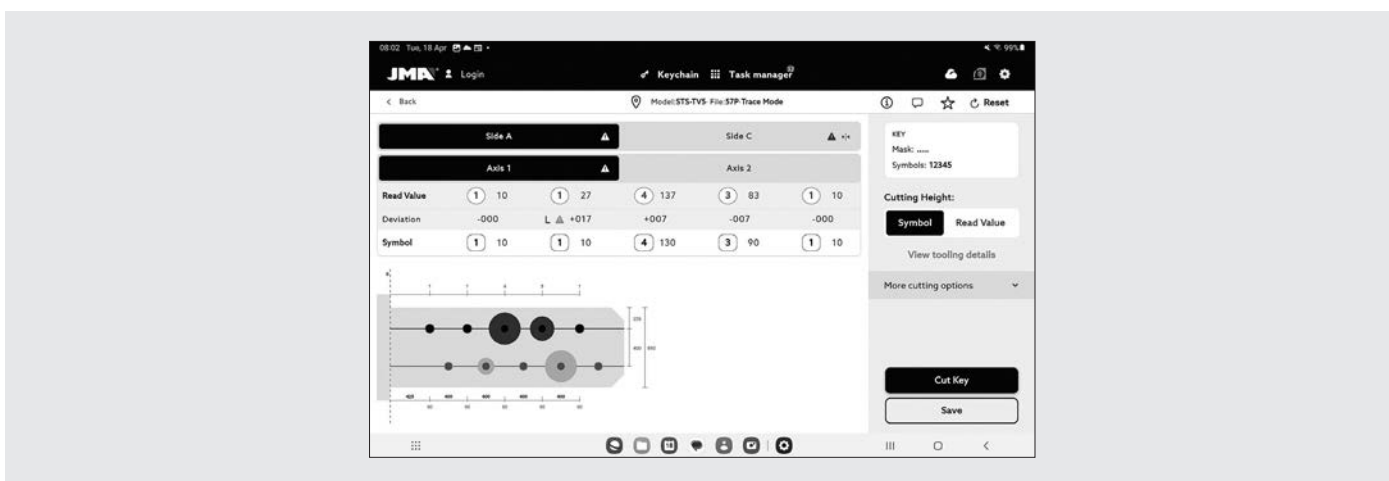 08:02 Tue, 18 Apr
99%
JMA Login Keychain Task manager
< Back Model:STS-TV5- File:57P-Trace Mode Reset
Side A Side C
Axis 1 Axis 2
Read Value 1 10 1 27 4 137 3 83 1 10
Deviation -000 L +017 +007 -007 -000
Symbol 1 10 1 10 4 130 3 90 1 10
KEY
Mask: .....
Symbols: 12345
Cutting Height:
Symbol Read Value
View tooling details
More cutting options
Cut Key
Save